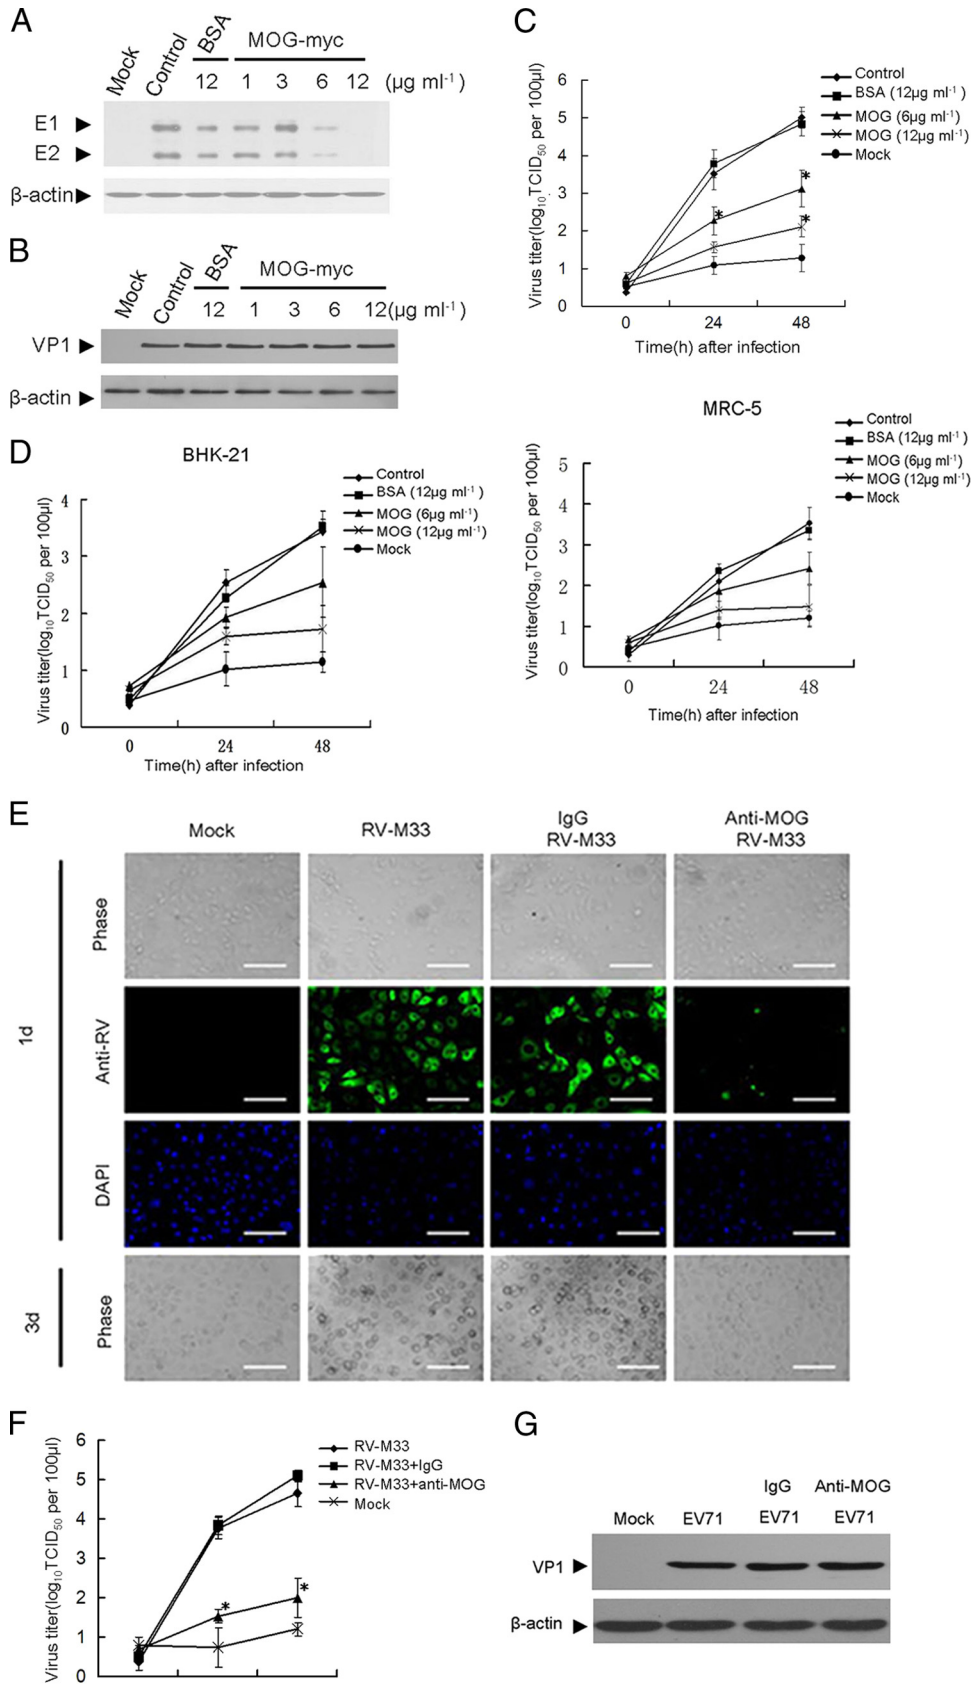 A
Mock
Control
BSA
MOG-myc
12
1 3 6 12 (µg ml-1)
E1
E2
β-actin
B
Mock
Control
BSA
MOG-myc
12
1 3 6 12(µg ml-1)
VP1
β-actin
C
Virus titer(log10TCID50 per 100µl)
6
5
4
3
2
1
0
*
*
*
0 24 48
Time(h) after infection
Control
BSA (12µg ml-1)
MOG (6µg ml-1)
MOG (12µg ml-1)
Mock
D
BHK-21
Virus titer(log10TCID50 per 100µl)
4
3
2
1
0
0 24 48
Time(h) after infection
Control
BSA (12µg ml-1)
MOG (6µg ml-1)
MOG (12µg ml-1)
Mock
MRC-5
Virus titer(log10TCID50 per 100µl)
5
4
3
2
1
0
0 24 48
Time(h) after infection
Control
BSA (12µg ml-1)
MOG (6µg ml-1)
MOG (12µg ml-1)
Mock
E
Mock
RV-M33
IgG
RV-M33
Anti-MOG
RV-M33
1d
Phase
Anti-RV
DAPI
3d
Phase
F
Virus titer(log10TCID50 per 100µl)
6
5
4
3
2
1
0
*
*
RV-M33
RV-M33+IgG
RV-M33+anti-MOG
Mock
G
IgG Anti-MOG
Mock EV71 EV71 EV71
VP1
β-actin